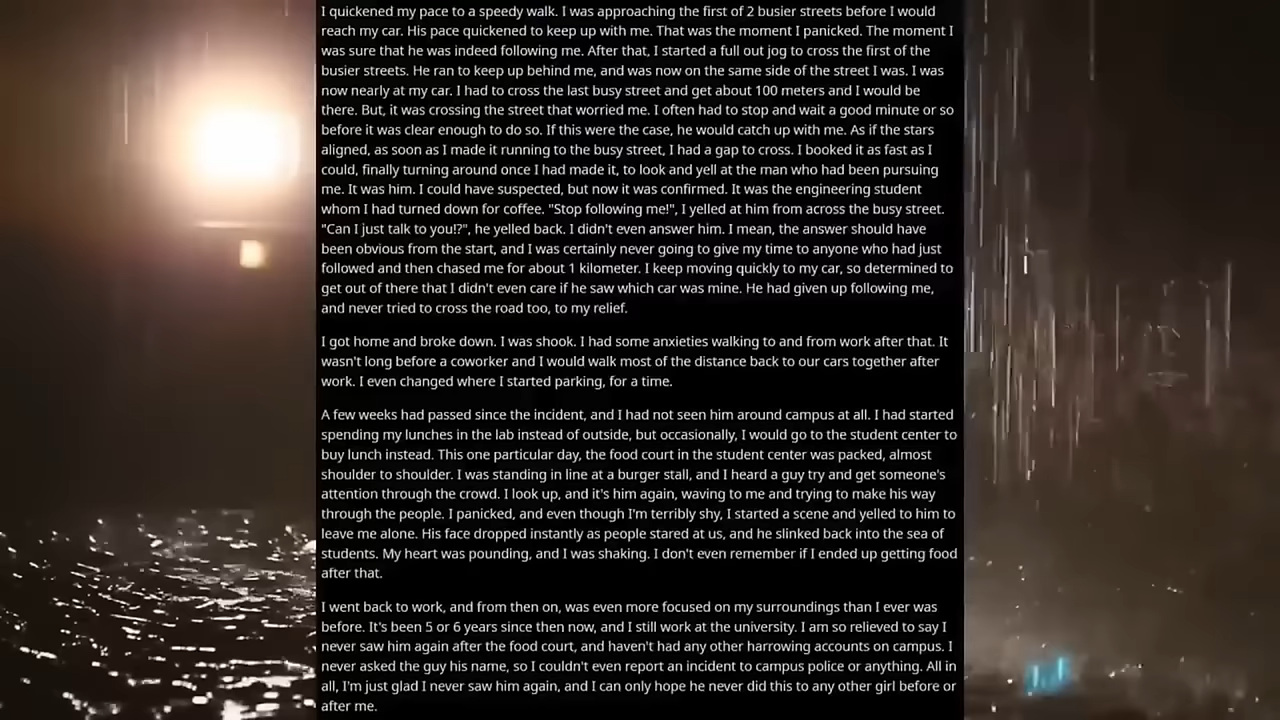 I quickened my pace to a speedy walk. I was approaching the first of 2 busier streets before I would
reach my car. His pace quickened to keep up with me. That was the moment I panicked. The moment I
was sure that he was indeed following me. After that, I started a full out jog to cross the first of the
busier streets. He ran to keep up behind me, and was now on the same side of the street I was. I was
now nearly at my car. I had to cross the last busy street and get about 100 meters and I would be
there. But, it was crossing the street that worried me. I often had to stop and wait a good minute or so
before it was clear enough to do so. If this were the case, he would catch up with me. As if the stars
aligned, as soon as I made it running to the busy street, I had a gap to cross. I booked it as fast as I
could, finally turning around once I had made it, to look and yell at the man who had been pursuing
me. It was him. I could have suspected, but now it was confirmed. It was the engineering student
whom I had turned down for coffee. "Stop following me!", I yelled at him from across the busy street.
"Can I just talk to you!?", he yelled back. I didn't even answer him. I mean, the answer should have
been obvious from the start, and I was certainly never going to give my time to anyone who had just
followed and then chased me for about 1 kilometer. I keep moving quickly to my car, so determined to
get out of there that I didn't even care if he saw which car was mine. He had given up following me,
and never tried to cross the road too, to my relief.
I got home and broke down. I was shook. I had some anxieties walking to and from work after that. It
wasn't long before a coworker and I would walk most of the distance back to our cars together after
work. I even changed where I started parking, for a time.
A few weeks had passed since the incident, and I had not seen him around campus at all. I had started
spending my lunches in the lab instead of outside, but occasionally, I would go to the student center to
buy lunch instead. This one particular day, the food court in the student center was packed, almost
shoulder to shoulder. I was standing in line at a burger stall, and I heard a guy try and get someone's
attention through the crowd. I look up, and it's him again, waving to me and trying to make his way
through the people. I panicked, and even though I'm terribly shy, I started a scene and yelled to him to
leave me alone. His face dropped instantly as people stared at us, and he slinked back into the sea of
students. My heart was pounding, and I was shaking. I don't even remember if I ended up getting food
after that.
I went back to work, and from then on, was even more focused on my surroundings than I ever was
before. It's been 5 or 6 years since then now, and I still work at the university. I am so relieved to say I
never saw him again after the food court, and haven't had any other harrowing accounts on campus. I
never asked the guy his name, so I couldn't even report an incident to campus police or anything. All in
all, I'm just glad I never saw him again, and I can only hope he never did this to any other girl before or
after me.